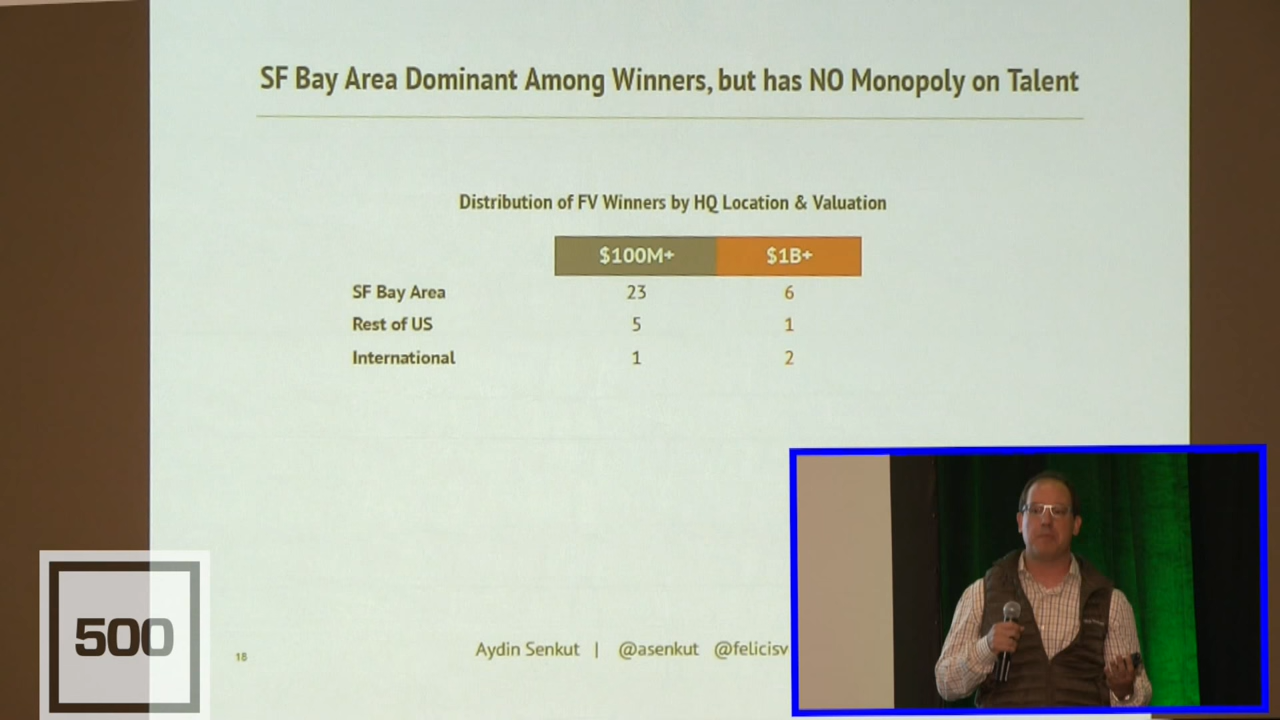 SF Bay Area Dominant Among Winners, but has NO Monopoly on Talent
Distribution of FV Winners by HQ Location & Valuation
$100M+ $1B+
SF Bay Area 23 6
Rest of US 5 1
International 1 2
500
18
Aydin Senkut | @asenkut @felicisv